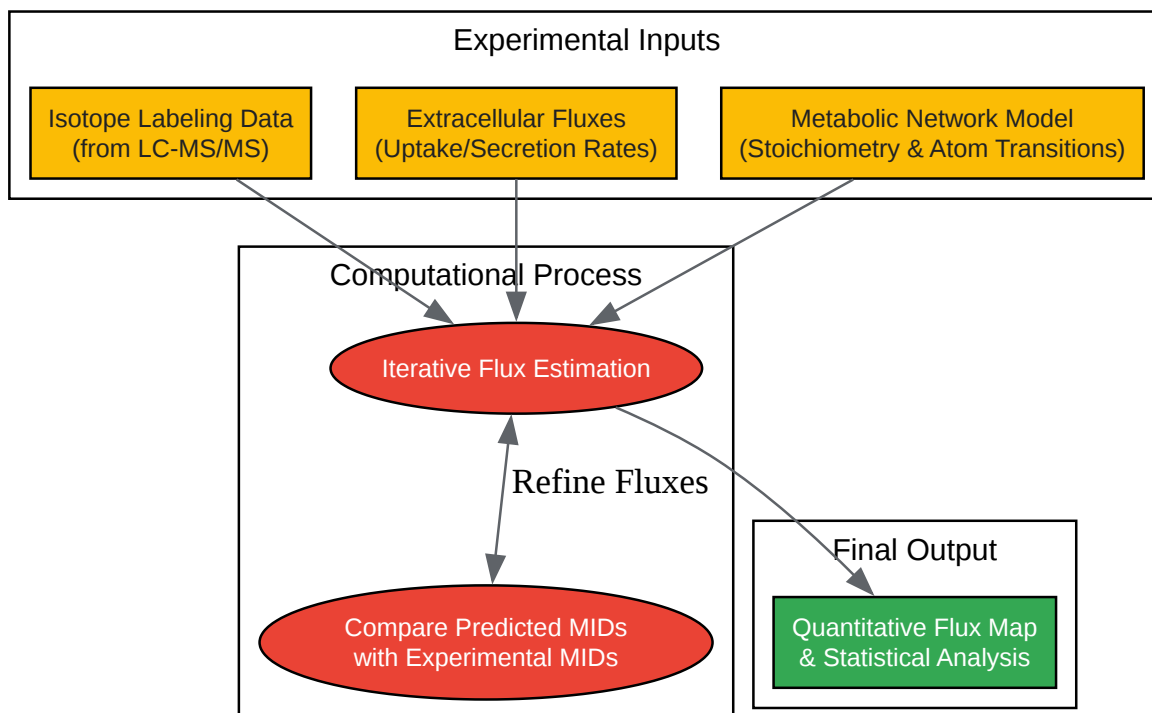 Experimental Inputs
Isotope Labeling Data
(from LC-MS/MS)
Extracellular Fluxes
(Uptake/Secretion Rates)
Metabolic Network Model
(Stoichiometry & Atom Transitions)
Computational Process
Iterative Flux Estimation
Refine Fluxes
Compare Predicted MIDs
with Experimental MIDs
Final Output
Quantitative Flux Map
& Statistical Analysis